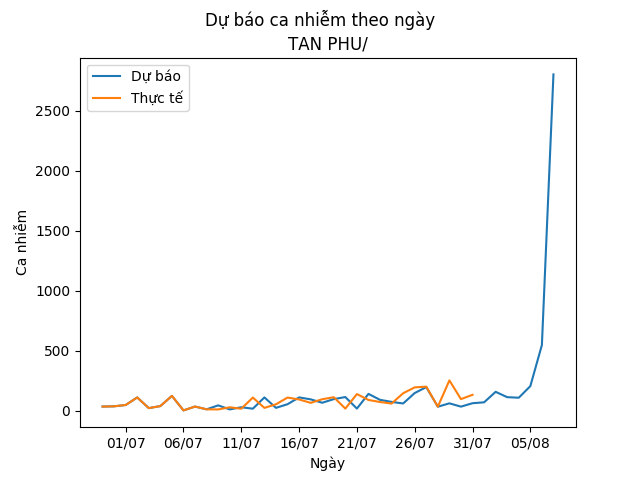 Dự báo ca nhiễm theo ngày
TAN PHU/
Dự báo
Thực tế
2500
2000
1500
1000
500
0
Ca nhiễm
01/07 06/07 11/07 16/07 21/07 26/07 31/07 05/08
Ngày